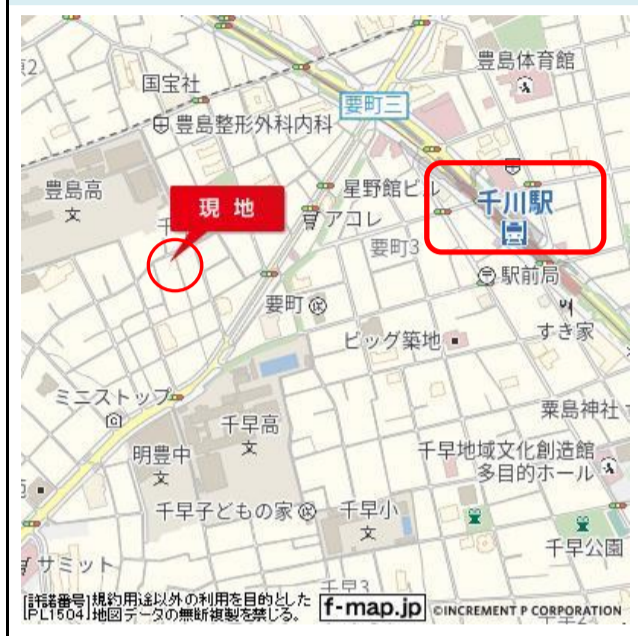 豊島体育館
国宝社
要町三
豊島整形外科内科
豊島高
文
現 地
星野館ビル
千川駅
アコレ
要町3
駅前局
要町
ビッグ築地
すき家
ミニストップ
粟島神社
千早高
文
明豊中
文
千早地域文化創造館
多目的ホール
千早子どもの家
千早小
文
千早公園
サミット
千早3
[許諾番号]規約用途以外の利用を目的とした
[PL1504]地図データの無断複製を禁じる。
f-map.jp
©INCREMENT P CORPORATION